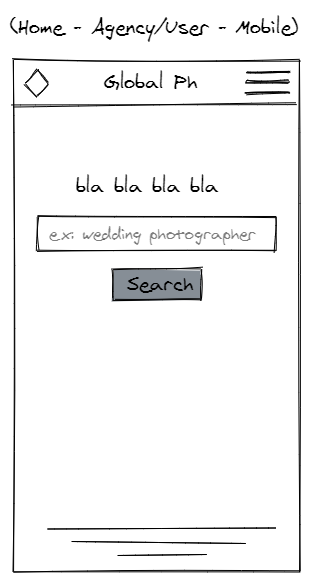 (Home - Agency/User - Mobile)
Global Ph
bla bla bla bla
ex: wedding photographer
Search